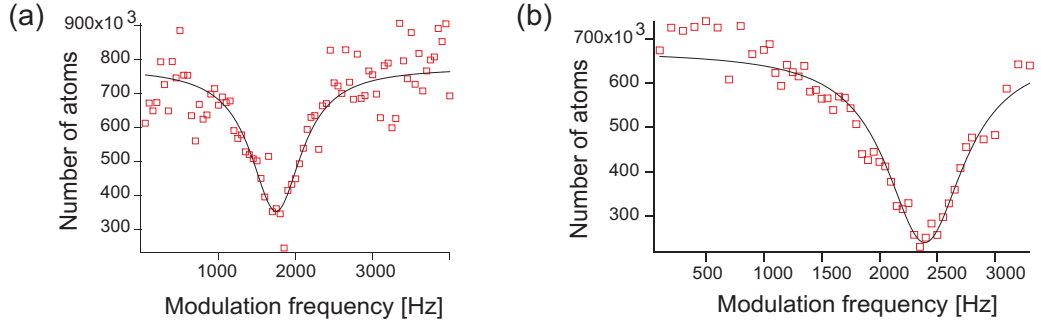 (a)
900x10³
800
700
600
500
400
300
Number of atoms
1000 2000 3000
Modulation frequency [Hz]
(b)
700x10³
600
500
400
300
Number of atoms
500 1000 1500 2000 2500 3000
Modulation frequency [Hz]